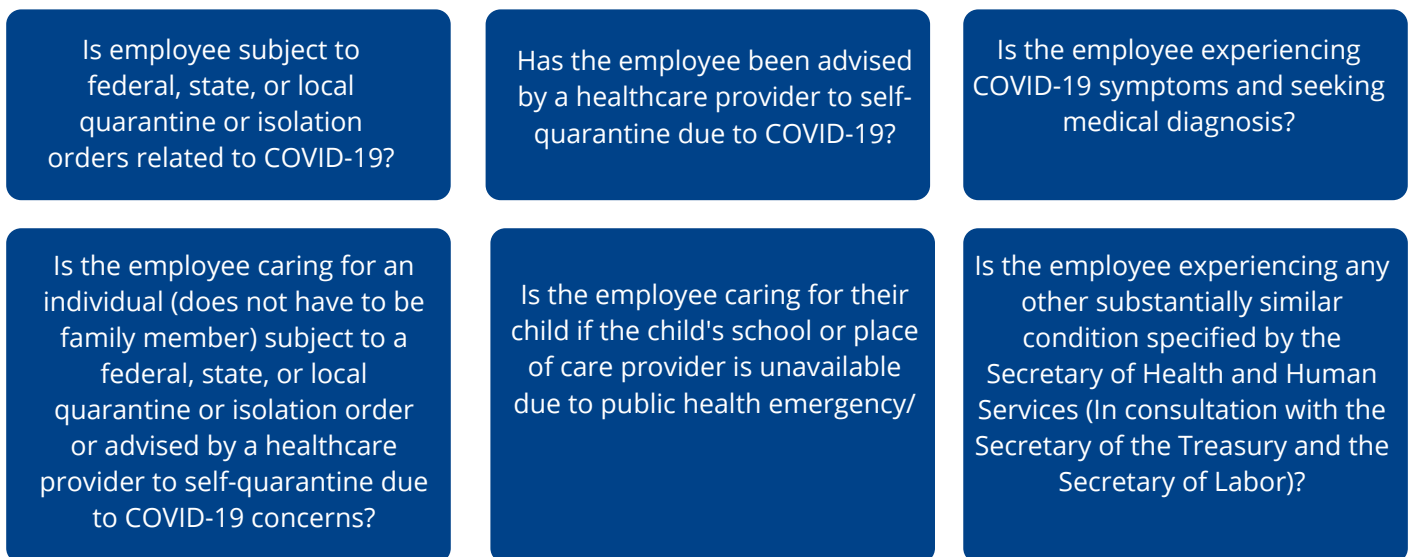 Is employee subject to
federal, state, or local
quarantine or isolation
orders related to COVID-19?
Has the employee been advised
by a healthcare provider to self-
quarantine due to COVID-19?
Is the employee experiencing
COVID-19 symptoms and seeking
medical diagnosis?
Is the employee caring for an
individual (does not have to be
family member) subject to a
federal, state, or local
quarantine or isolation order
or advised by a healthcare
provider to self-quarantine due
to COVID-19 concerns?
Is the employee caring for their
child if the child's school or place
of care provider is unavailable
due to public health emergency/
Is the employee experiencing any
other substantially similar
condition specified by the
Secretary of Health and Human
Services (In consultation with the
Secretary of the Treasury and the
Secretary of Labor)?